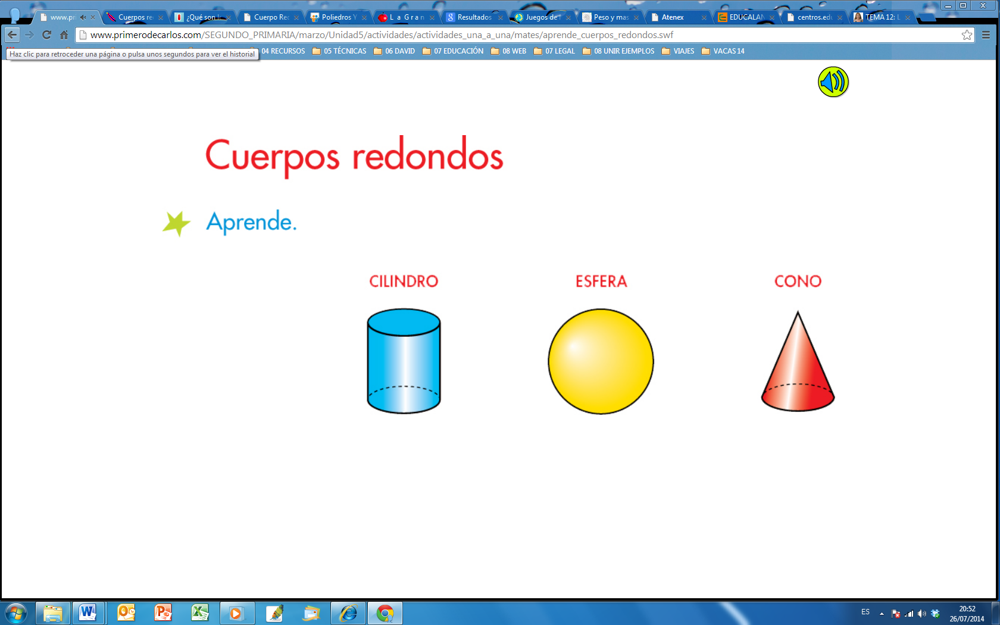 www.pri
Cuerpos re
¿Qué son l
Cuerpo Rec
Poliedros Y
L a G r a n
Resultados
Juegos de
Peso y mas
Atenex
EDUCALAN
centros.edu
TEMA 12: L
www.primerodecarlos.com/SEGUNDO_PRIMARIA/marzo/Unidad5/actividades/actividades_una_a_una/mates/aprende_cuerpos_redondos.swf
04 RECURSOS 05 TÉCNICAS 06 DAVID 07 EDUCACIÓN 08 WEB 07 LEGAL 08 UNIR EJEMPLOS VIAJES VACAS 14
Haz clic para retroceder una página o pulsa unos segundos para ver el historial
Cuerpos redondos
Aprende.
CILINDRO ESFERA CONO
ES
20:52
26/07/2014